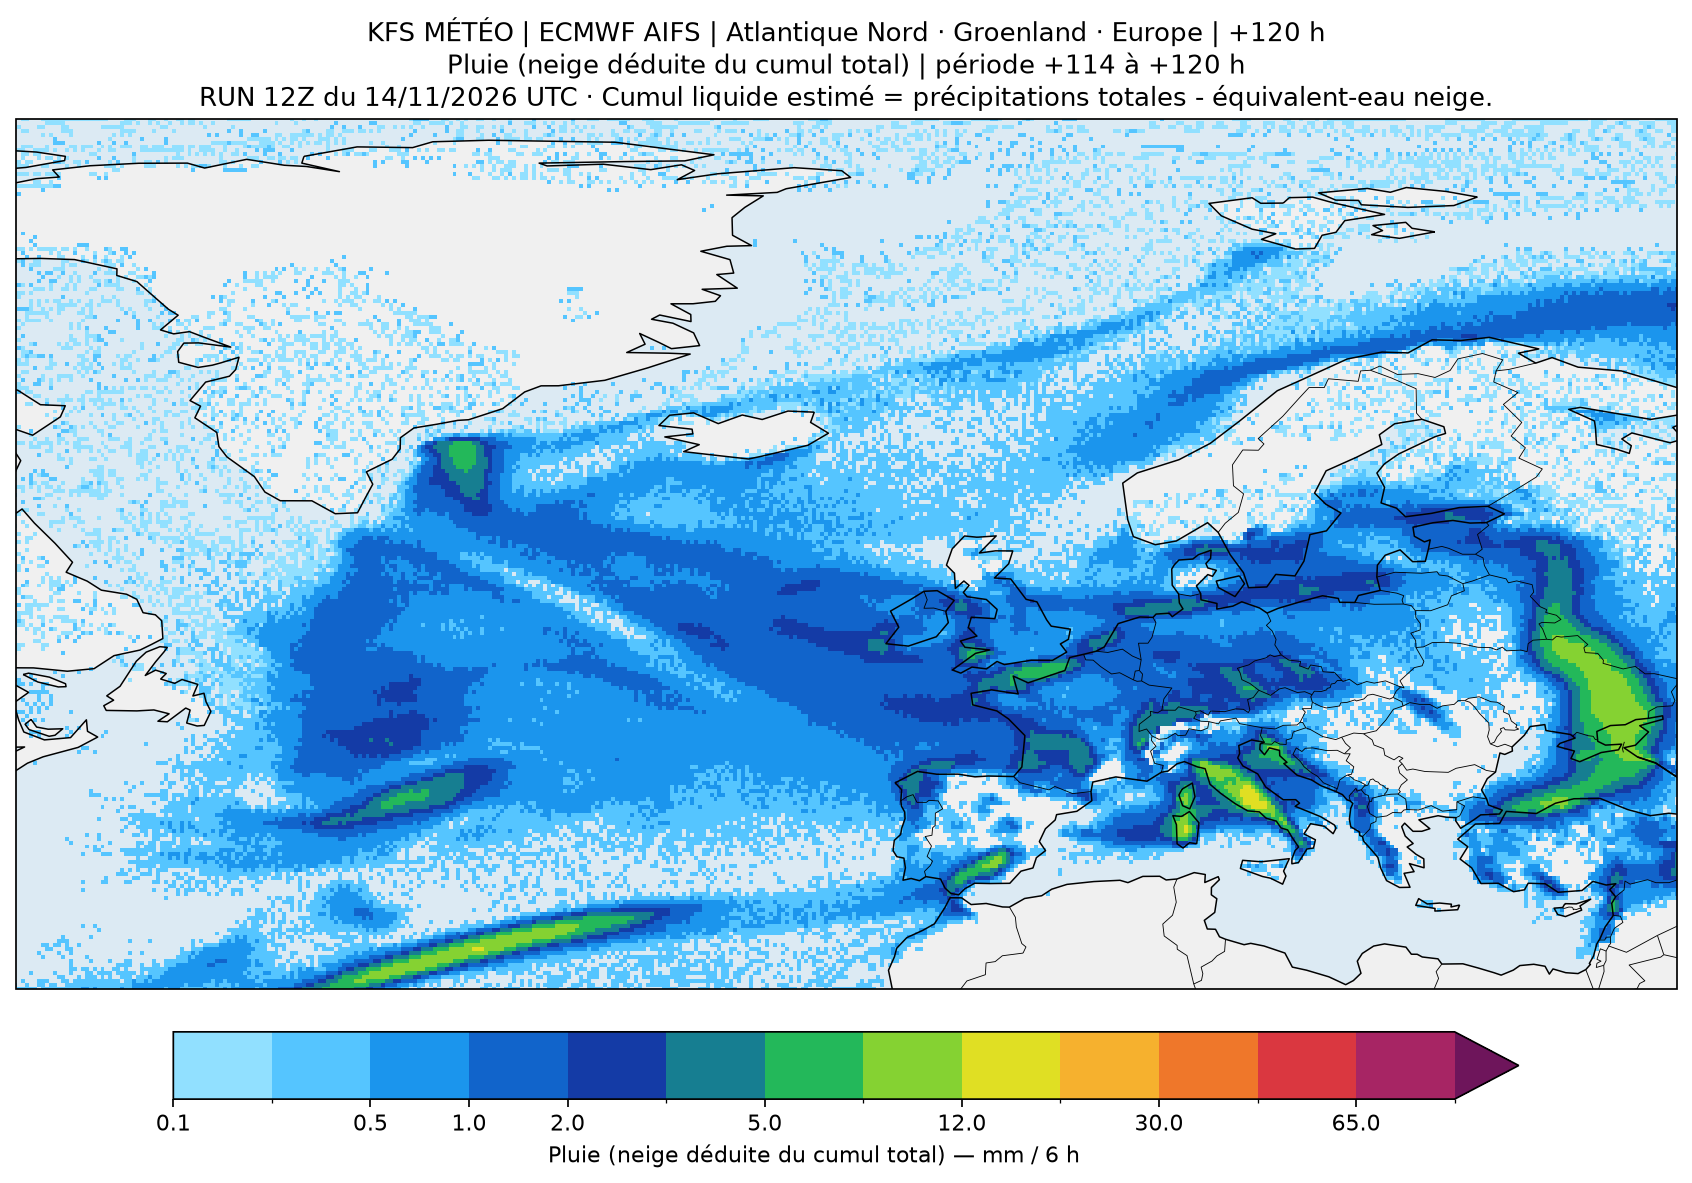 KFS MÉTÉO | ECMWF AIFS | Atlantique Nord · Groenland · Europe | +120 h
Pluie (neige déduite du cumul total) | période +114 à +120 h
RUN 12Z du 14/11/2026 UTC · Cumul liquide estimé = précipitations totales - équivalent-eau neige.
0.1 0.5 1.0 2.0 5.0 12.0 30.0 65.0
Pluie (neige déduite du cumul total) — mm / 6 h